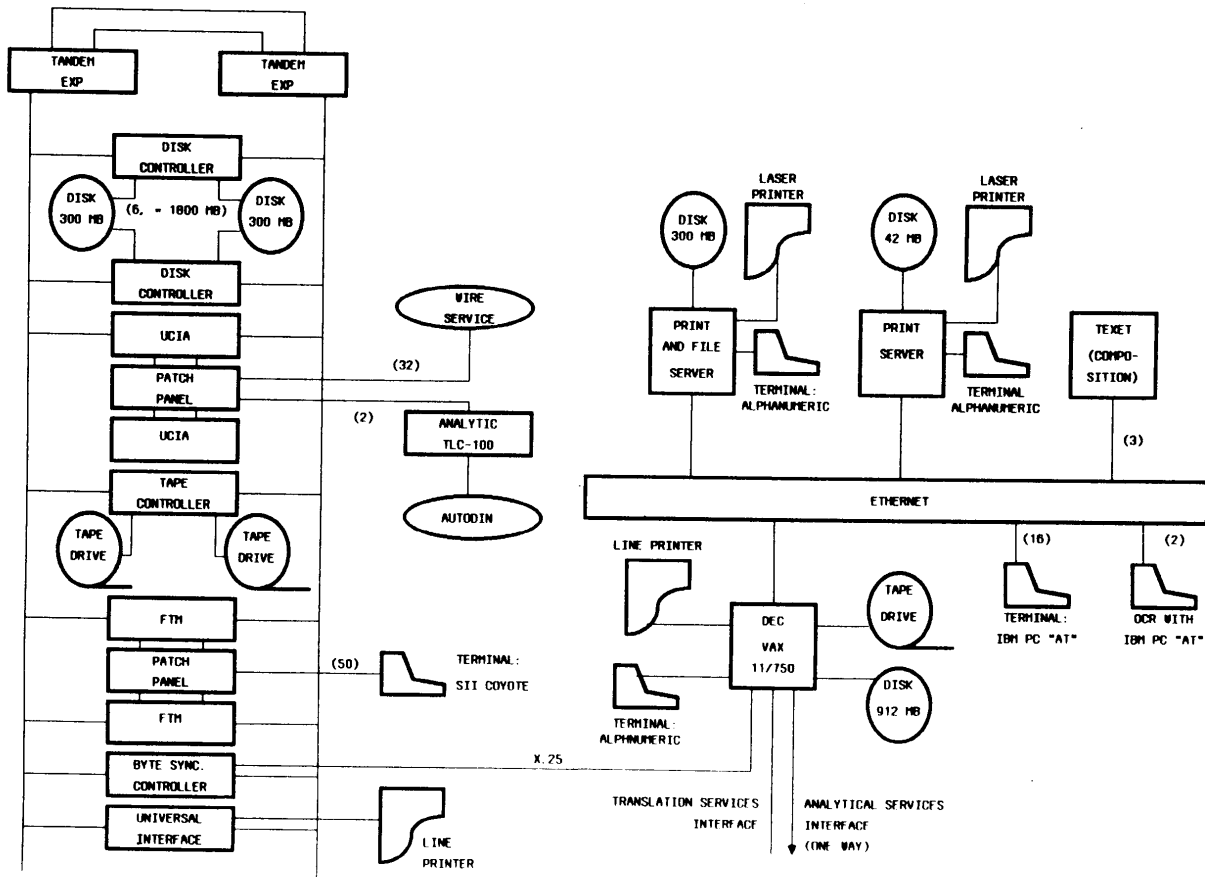 TANDEM
EXP
TANDEM
EXP
DISK
CONTROLLER
DISK
300 MB
(6, = 1800 MB)
DISK
300 MB
DISK
CONTROLLER
UCIA
PATCH
PANEL
UCIA
(32)
WIRE
SERVICE
(2)
ANALYTIC
TLC-100
AUTODIN
TAPE
CONTROLLER
TAPE
DRIVE
TAPE
DRIVE
FTM
PATCH
PANEL
FTM
(50)
TERMINAL:
SII COYOTE
BYTE SYNC.
CONTROLLER
X.25
UNIVERSAL
INTERFACE
LINE
PRINTER
LASER
PRINTER
DISK
300 MB
PRINT
AND FILE
SERVER
TERMINAL:
ALPHANUMERIC
LASER
PRINTER
DISK
42 MB
PRINT
SERVER
TERMINAL
ALPHANUMERIC
TEXET
(COMPO-
SITION)
(3)
ETHERNET
LINE PRINTER
DEC
VAX
11/750
TAPE
DRIVE
DISK
912 MB
TERMINAL:
ALPHNUMERIC
(16)
TERMINAL:
IBM PC "AT"
(2)
OCR WITH
IBM PC "AT"
TRANSLATION SERVICES
INTERFACE
ANALYTICAL SERVICES
INTERFACE
(ONE WAY)